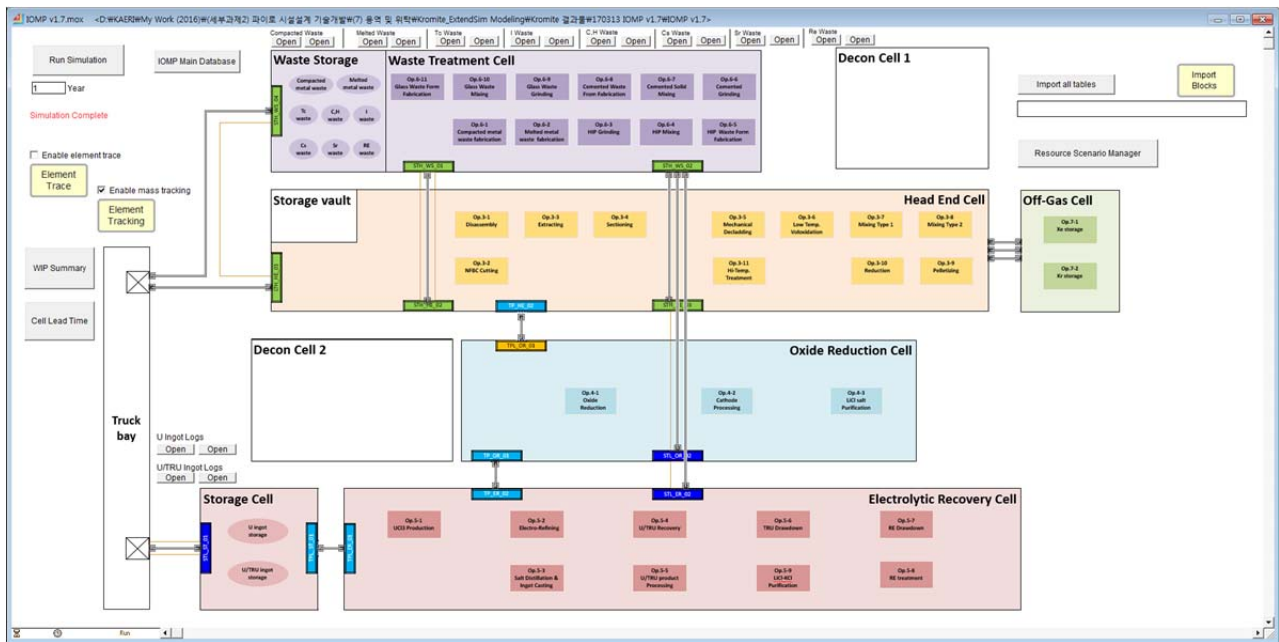 IOMP v1.7.mox <D:₩KAERI₩My Work (2016)₩(세부과제2) 파이로 시설설계 기술개발₩(7) 용역 및 위탁₩Kromite_ExtendSim Modeling₩Kromite 결과물₩170313 IOMP v1.7₩IOMP v1.7>
Run Simulation
IOMP Main Database
1 Year
Simulation Complete
Enable element trace
Element
Trace
Enable mass tracking
Element
Tracking
WIP Summary
Cell Lead Time
Compacted Waste
Open Open
Melted Waste
Open Open
Tc Waste
Open Open
I Waste
Open Open
C,H Waste
Open Open
Cs Waste
Open Open
Sr Waste
Open Open
Re Waste
Open Open
Waste Storage
Compacted
metal waste
Melted
metal waste
Tc
waste
C,H
waste
I
waste
Cs
waste
Sr
waste
RE
waste
STH_WS_04
Waste Treatment Cell
Op.6-11
Glass Waste Form
Fabrication
Op.6-10
Glass Waste
Mixing
Op.6-9
Glass Waste
Grinding
Op.6-8
Cemented Waste
From Fabrication
Op.6-7
Cemented Solid
Mixing
Op.6-6
Cemented
Grinding
Op.6-1
Compacted metal
waste fabrication
Op.6-2
Melted metal
waste fabrication
Op.6-3
HIP Grinding
Op.6-4
HIP Mixing
Op.6-5
HIP Waste Form
Fabrication
STH_WS_01
STH_WS_02
Decon Cell 1
Import all tables
Import
Blocks
Resource Scenario Manager
Storage vault
Head End Cell
Op.3-1
Disassembly
Op.3-3
Extracting
Op.3-4
Sectioning
Op.3-5
Mechanical
Decladding
Op.3-6
Low Temp.
Voloxidation
Op.3-7
Mixing Type 1
Op.3-8
Mixing Type 2
Op.3-2
NFBC Cutting
Op.3-11
Hi-Temp.
Treatment
Op.3-10
Reduction
Op.3-9
Pelletizing
STH_HE_02
TP_HE_02
Off-Gas Cell
Op.7-1
Xe storage
Op.7-2
Kr storage
Decon Cell 2
TPL_OR_03
Oxide Reduction Cell
Op.4-1
Oxide
Reduction
Op.4-2
Cathode
Processing
Op.4-3
LiCl salt
Purification
TP_OR_01
STL_OR_02
Truck
bay
U Ingot Logs
Open Open
U/TRU Ingot Logs
Open Open
Storage Cell
U ingot
storage
U/TRU ingot
storage
TP_ER_02
STL_ER_02
Electrolytic Recovery Cell
Op.5-1
UCl3 Production
Op.5-2
Electro-Refining
Op.5-4
U/TRU Recovery
Op.5-6
TRU Drawdown
Op.5-7
RE Drawdown
Op.5-3
Salt Distillation &
Ingot Casting
Op.5-5
U/TRU product
Processing
Op.5-9
LiCl-KCl
Purification
Op.5-8
RE treatment
Run